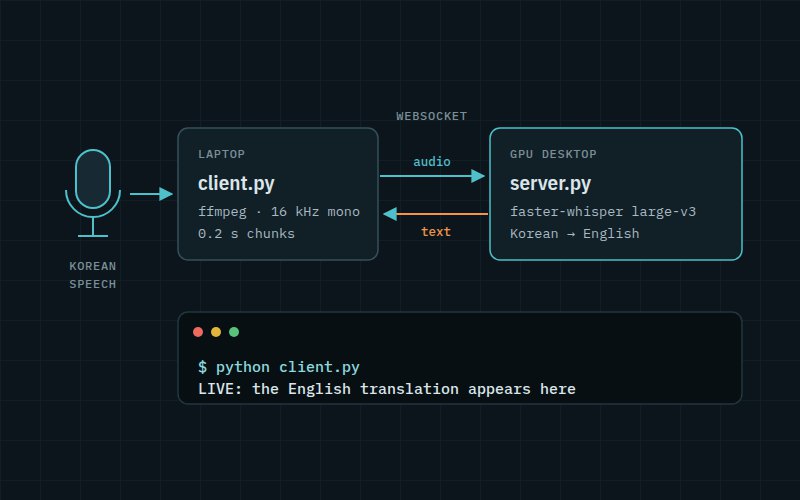 WEBSOCKET
KOREAN
SPEECH
LAPTOP
client.py
ffmpeg · 16 kHz mono
0.2 s chunks
audio
text
GPU DESKTOP
server.py
faster-whisper large-v3
Korean → English
$ python client.py
LIVE: the English translation appears here